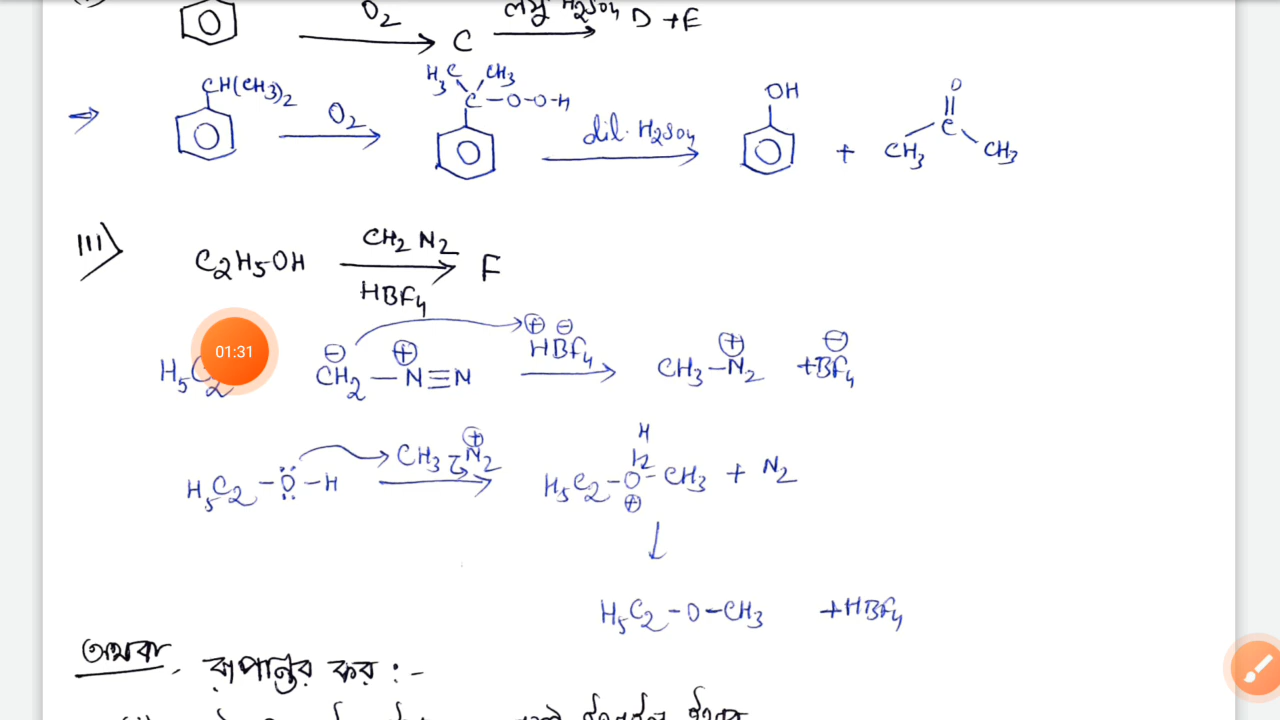 O2 → C লঘু H2SO4 → D + E
⇒ CH(CH3)2 O2 → H3C CH3 C-O-O-H dil. H2SO4 → OH + CH3 C O CH3
III) C2H5OH CH2N2 → HBF4 F
H5C2
⊖CH2-N⊕≡N ⊕H⊖BF4 → CH3-N2⊕ + BF4⊖
H5C2-Ö-H → CH3-N2⊕ → H5C2-O⊕(H)-CH3 + N2
↓
H5C2-O-CH3 + HBF4
অথবা, রূপান্তর কর :-
01:31